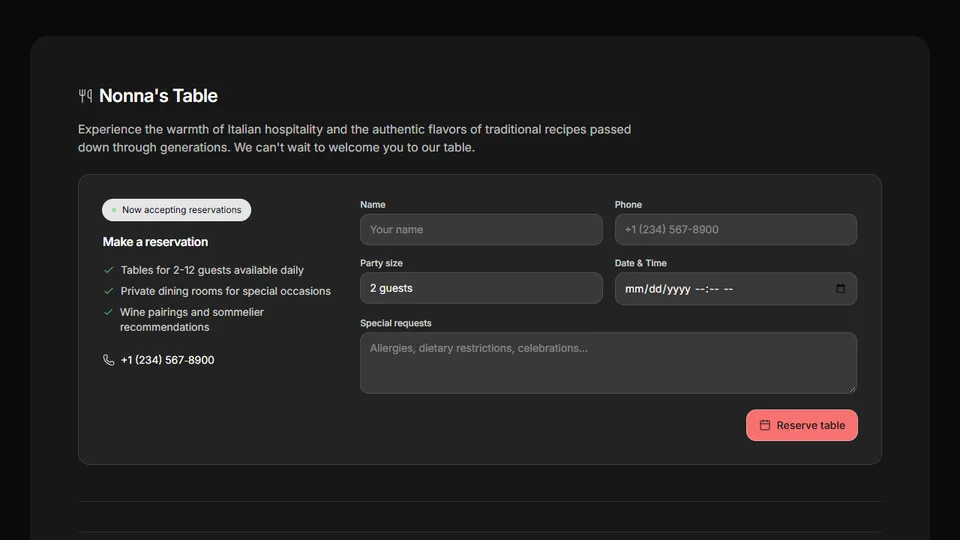 Nonna's Table
Experience the warmth of Italian hospitality and the authentic flavors of traditional recipes passed
down through generations. We can't wait to welcome you to our table.
Now accepting reservations
Make a reservation
Tables for 2-12 guests available daily
Private dining rooms for special occasions
Wine pairings and sommelier
recommendations
+1 (234) 567-8900
Name
Your name
Phone
+1 (234) 567-8900
Party size
2 guests
Date & Time
mm/dd/yyyy --:-- --
Special requests
Allergies, dietary restrictions, celebrations...
Reserve table